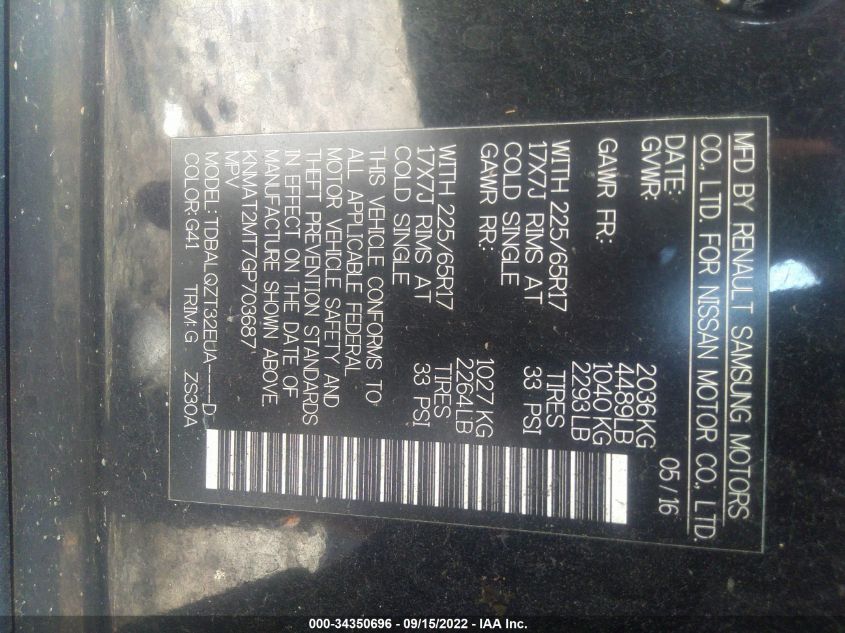 MFD BY RENAULT SAMSUNG MOTORS
CO., LTD. FOR NISSAN MOTOR CO., LTD.
DATE: 05/16
GVWR: 2036KG
4489LB
GAWR FR: 1040 KG
2293LB
WITH 225/65R17 TIRES
17X7J RIMS AT 33 PSI
COLD SINGLE
GAWR RR: 1027KG
2264LB
WITH 225/65R17 TIRES
17X7J RIMS AT 33 PSI
COLD SINGLE
THIS VEHICLE CONFORMS TO
ALL APPLICABLE FEDERAL
MOTOR VEHICLE SAFETY AND
THEFT PREVENTION STANDARDS
IN EFFECT ON THE DATE OF
MANUFACTURE SHOWN ABOVE.
KNMAT2MT7GP703687
MPV
MODEL: TDBALQZT32EUA----D
COLOR:G41 TRIM:G ZS30A
000-34350696 - 09/15/2022 - IAA Inc.